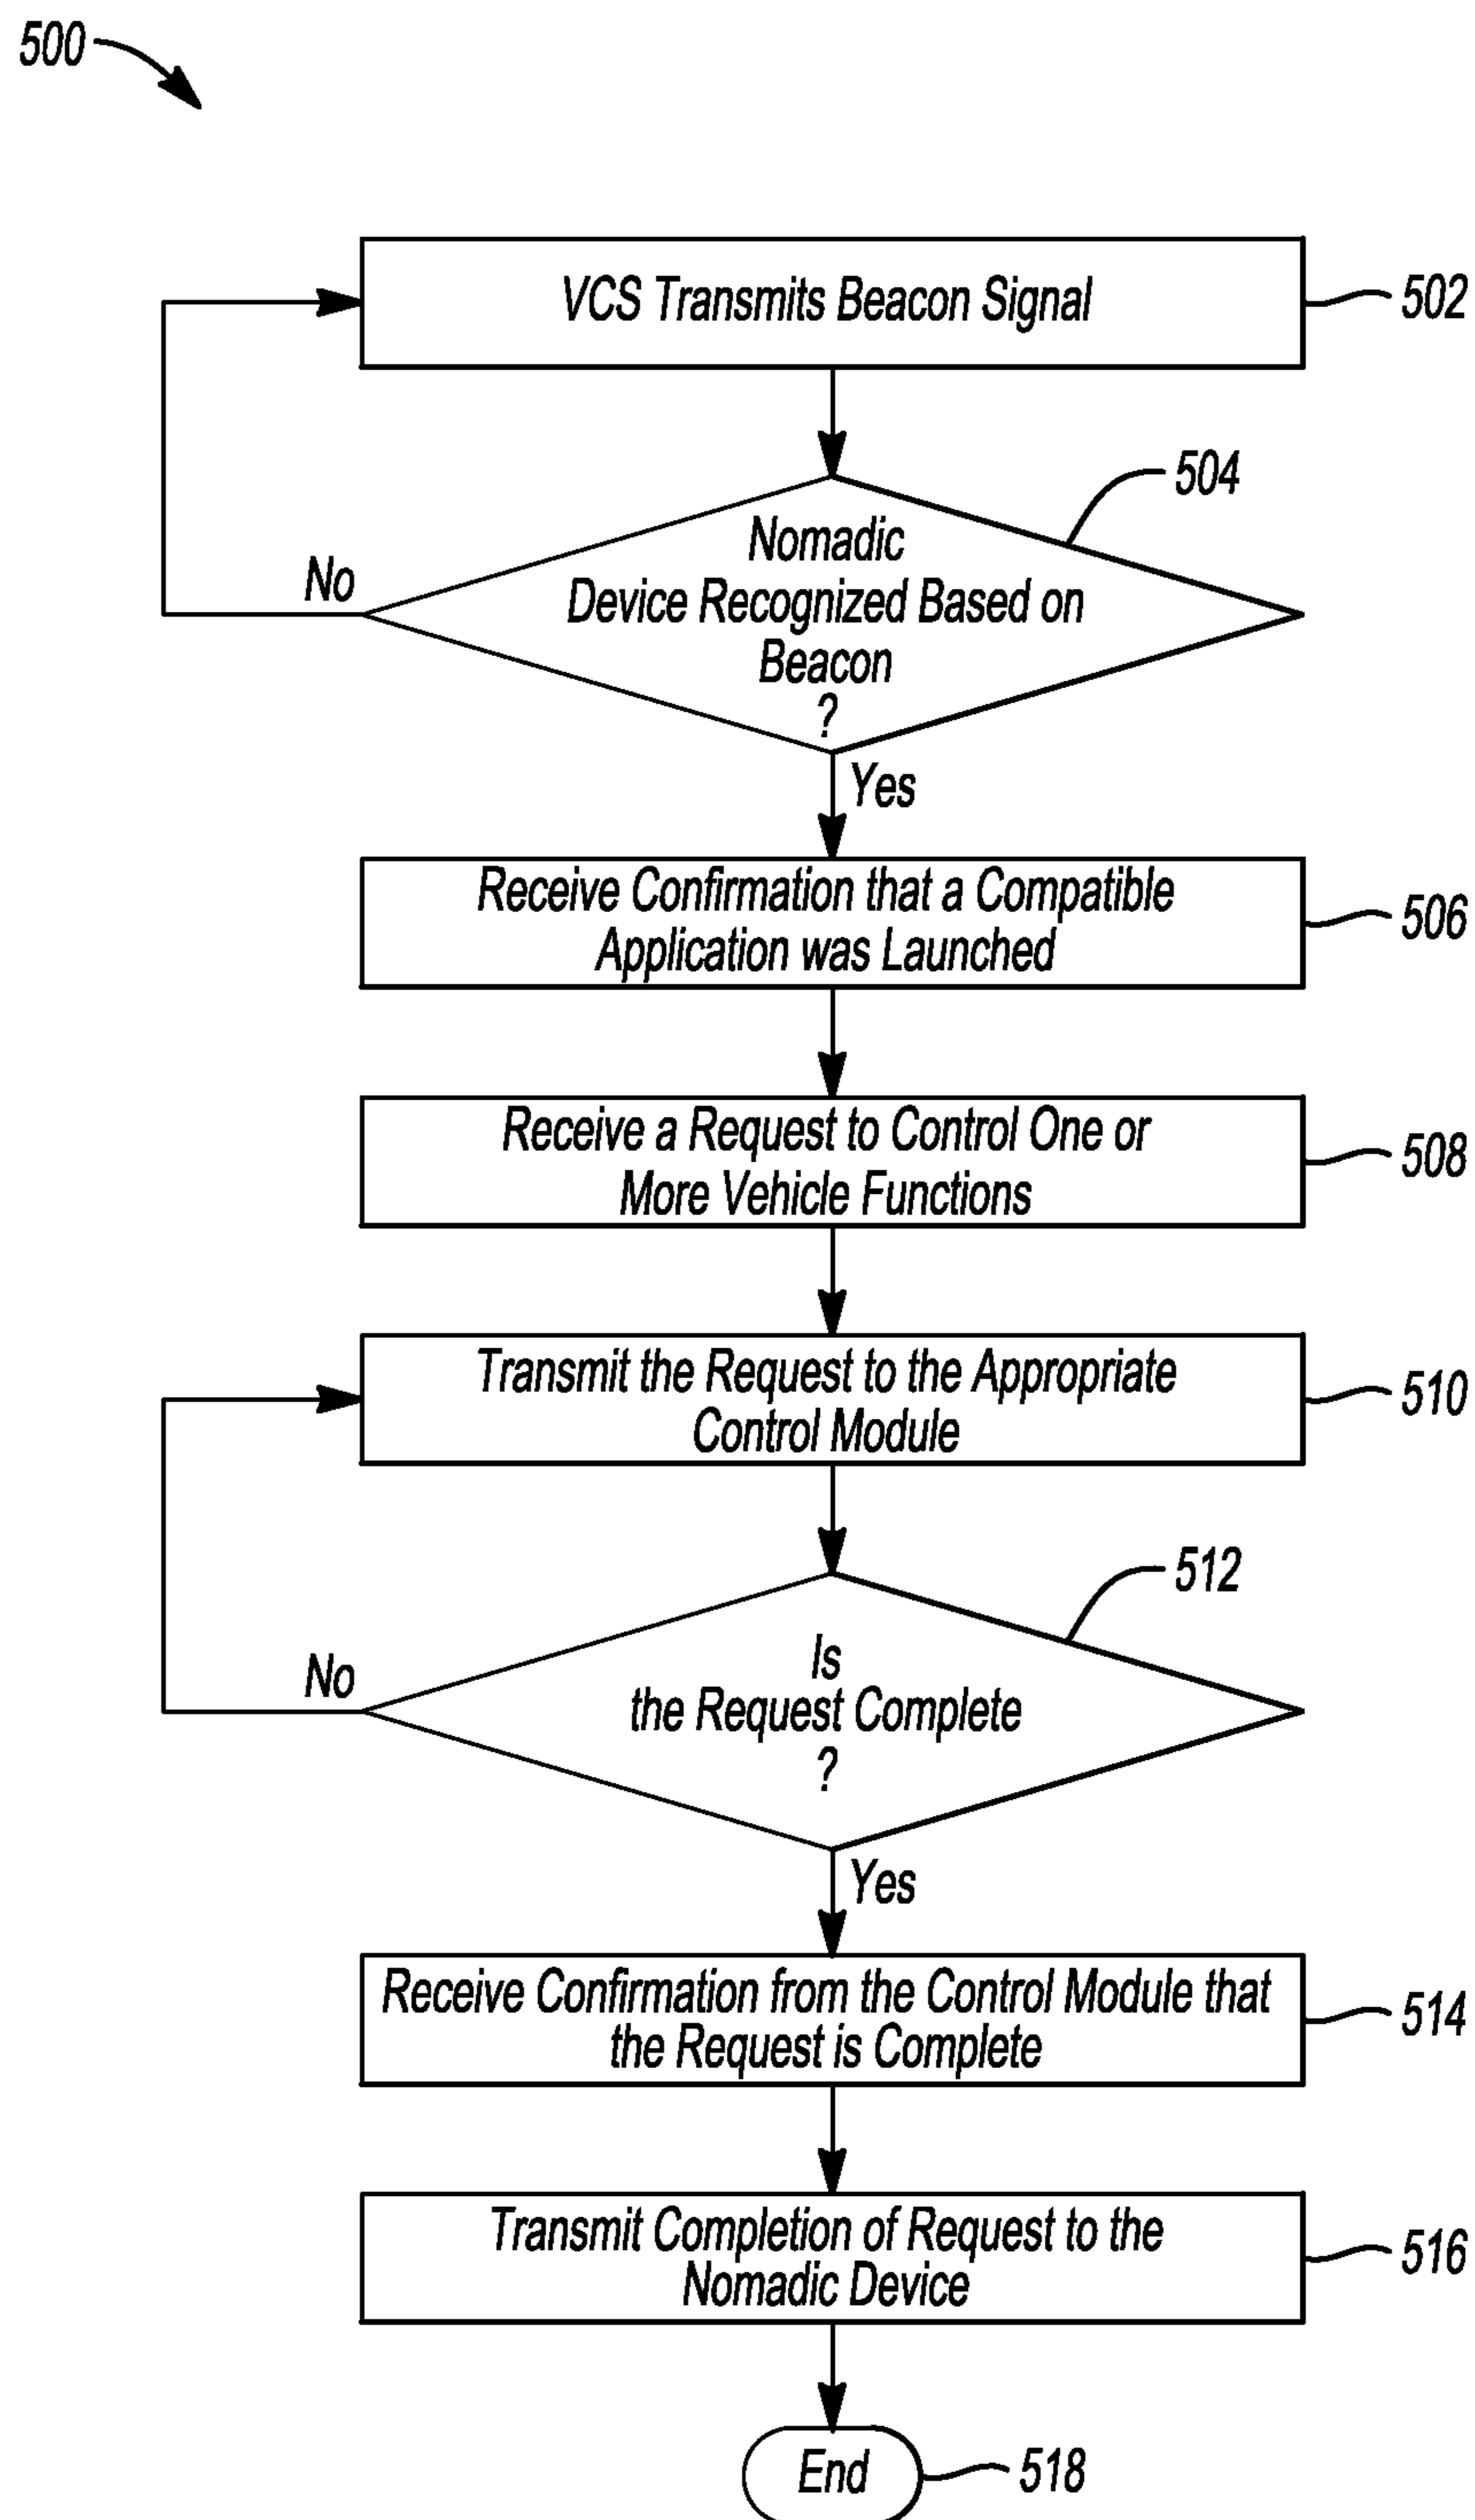 500
VCS Transmits Beacon Signal
502
504
Nomadic
Device Recognized Based on
Beacon
?
No
Yes
Receive Confirmation that a Compatible
Application was Launched
506
Receive a Request to Control One or
More Vehicle Functions
508
Transmit the Request to the Appropriate
Control Module
510
512
Is
the Request Complete
?
No
Yes
Receive Confirmation from the Control Module that
the Request is Complete
514
Transmit Completion of Request to the
Nomadic Device
516
End
518